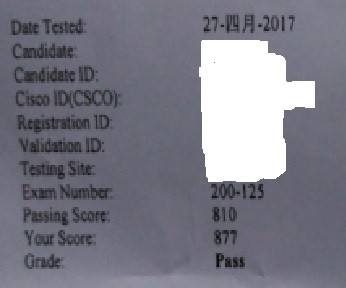 Date Tested: 27-四月-2017
Candidate:
Candidate ID:
Cisco ID(CSCO):
Registration ID:
Validation ID:
Testing Site:
Exam Number: 200-125
Passing Score: 810
Your Score: 877
Grade: Pass